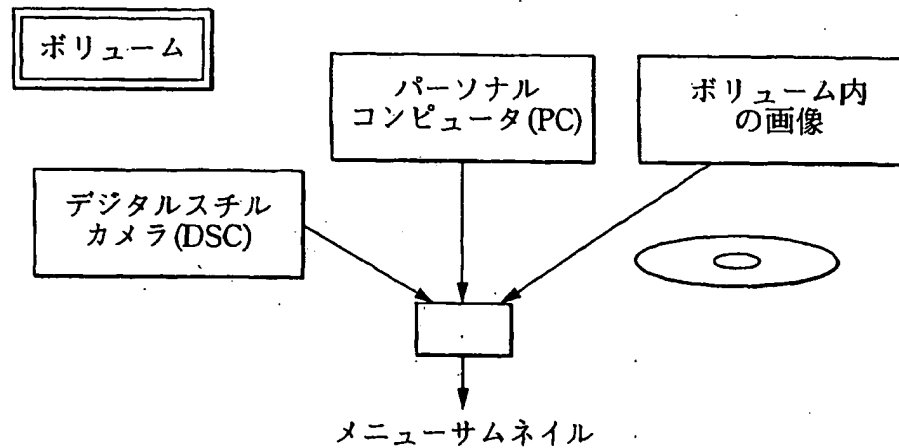 ボリューム
パーソナル
コンピュータ(PC)
ボリューム内
の画像
デジタルスチル
カメラ(DSC)
メニューサムネイル